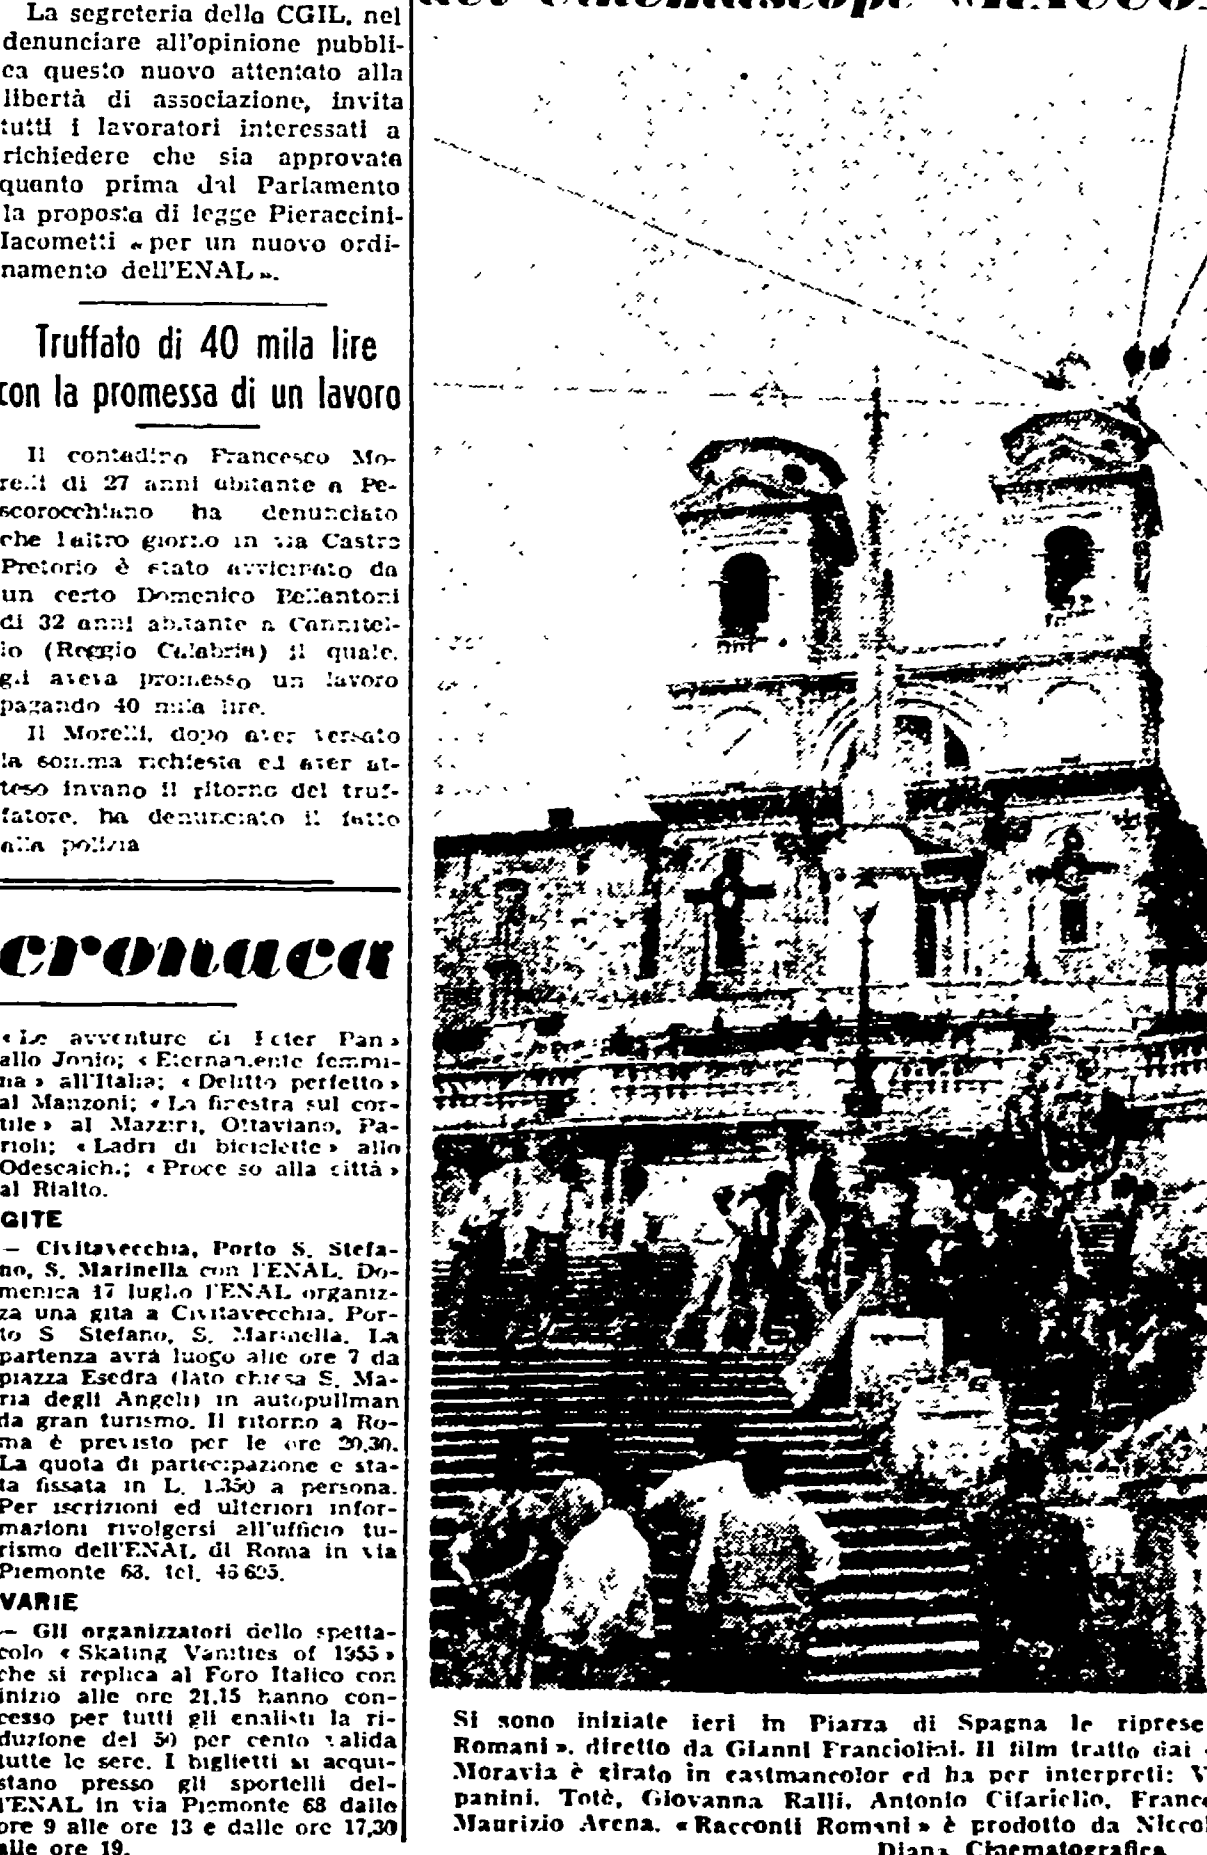 La segreteria della CGIL, nel
denunciare all'opinione pubbli-
ca questo nuovo attentato alla
libertà di associazione, invita
tutti i lavoratori interessati a
richiedere che sia approvata
quanto prima dal Parlamento
la proposta di legge Pieraccini-
Iacometti « per un nuovo ordi-
namento dell'ENAL ».
Truffato di 40 mila lire
con la promessa di un lavoro
Il contadino Francesco Mo-
relli di 27 anni abitante a Pe-
scorocchiano ha denunciato
che l'altro giorno in via Castro
Pretorio è stato avvicinato da
un certo Domenico Bellantoni
di 32 anni abitante a Cannitel-
lo (Reggio Calabria) il quale,
gli aveva promesso un lavoro
pagando 40 mila lire.
Il Morelli, dopo aver versato
la somma richiesta ed aver at-
teso invano il ritorno del truf-
fatore, ha denunciato il fatto
alla polizia
cronaca
« Le avventure di Peter Pan »
allo Jonio; « Eternamente femmi-
na » all'Italia; « Delitto perfetto »
al Manzoni; « La finestra sul cor-
tile » al Mazzini, Ottaviano, Pa-
rioli; « Ladri di biciclette » allo
Odescalchi; « Processo alla città »
al Rialto.
GITE
— Civitavecchia, Porto S. Stefa-
no, S. Marinella con l'ENAL. Do-
menica 17 luglio l'ENAL organiz-
za una gita a Civitavecchia, Por-
to S. Stefano, S. Marinella. La
partenza avrà luogo alle ore 7 da
piazza Esedra (lato chiesa S. Ma-
ria degli Angeli) in autopullman
da gran turismo. Il ritorno a Ro-
ma è previsto per le ore 20,30.
La quota di partecipazione è sta-
ta fissata in L. 1.350 a persona.
Per iscrizioni ed ulteriori infor-
mazioni rivolgersi all'ufficio tu-
rismo dell'ENAL di Roma in via
Piemonte 68, tel.
VARIE
— Gli organizzatori dello spetta-
colo « Skating Vanities of 1955 »
che si replica al Foro Italico con
inizio alle ore 21,15 hanno con-
cesso per tutti gli enalisti la ri-
duzione del 50 per cento valida
tutte le sere. I biglietti si acqui-
stano presso gli sportelli del-
l'ENAL in via Piemonte 68 dalle
ore 9 alle ore 13 e dalle ore 17,30
alle ore 19.
del Cinemascope
Si sono iniziate ieri in Piazza di Spagna le riprese
Romani », diretto da Gianni Franciolini. Il film tratto dai
Moravia è girato in eastmancolor ed ha per interpreti: V
panini, Totò, Giovanna Ralli, Antonio Cifariello, Franc
Maurizio Arena. « Racconti Romani » è prodotto da Niccol
Diana Cinematografica